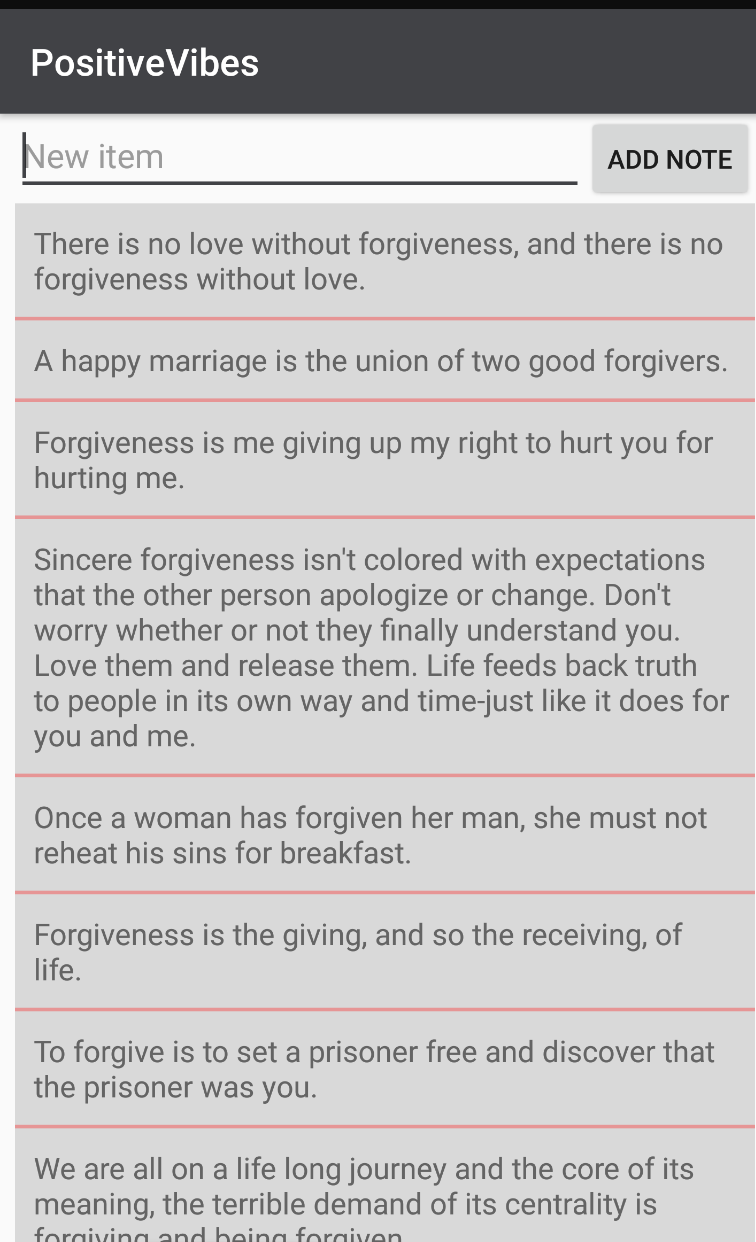 PositiveVibes
New item
ADD NOTE
There is no love without forgiveness, and there is no
forgiveness without love.
A happy marriage is the union of two good forgivers.
Forgiveness is me giving up my right to hurt you for
hurting me.
Sincere forgiveness isn't colored with expectations
that the other person apologize or change. Don't
worry whether or not they finally understand you.
Love them and release them. Life feeds back truth
to people in its own way and time-just like it does for
you and me.
Once a woman has forgiven her man, she must not
reheat his sins for breakfast.
Forgiveness is the giving, and so the receiving, of
life.
To forgive is to set a prisoner free and discover that
the prisoner was you.
We are all on a life long journey and the core of its
meaning, the terrible demand of its centrality is
forgiving and being forgiven